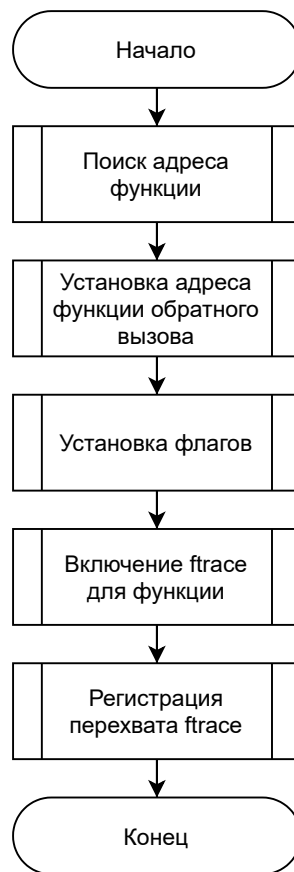 Начало
Поиск адреса
функции
Установка адреса
функции обратного
вызова
Установка флагов
Включение ftrace
для функции
Регистрация
перехвата ftrace
Конец